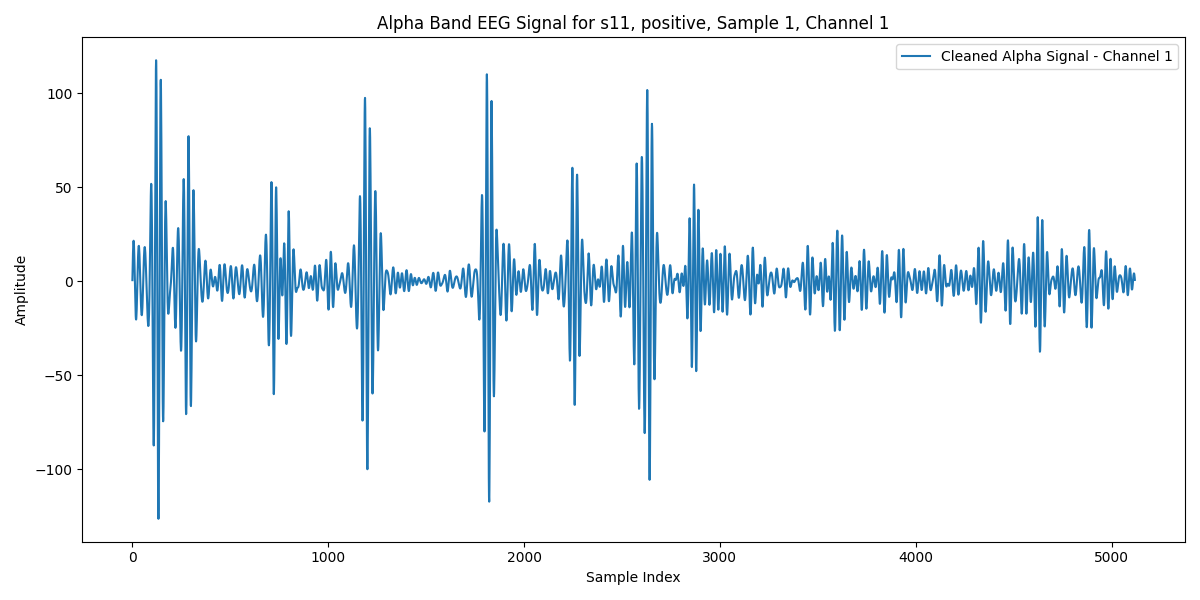 Alpha Band EEG Signal for s11, positive, Sample 1, Channel 1
Cleaned Alpha Signal - Channel 1
Amplitude
100
50
0
−50
−100
0 1000 2000 3000 4000 5000
Sample Index